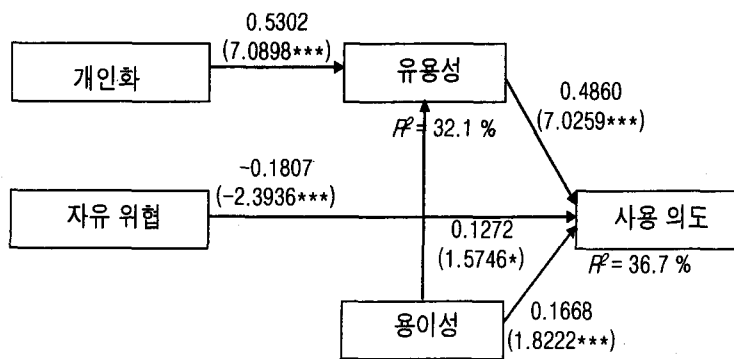 0.5302
(7.0898***)
개인화
유용성
0.4860
(7.0259***)
R² = 32.1 %
-0.1807
(-2.3936***)
자유 위협
사용 의도
0.1272
(1.5746*)
R² = 36.7 %
용이성
0.1668
(1.8222***)